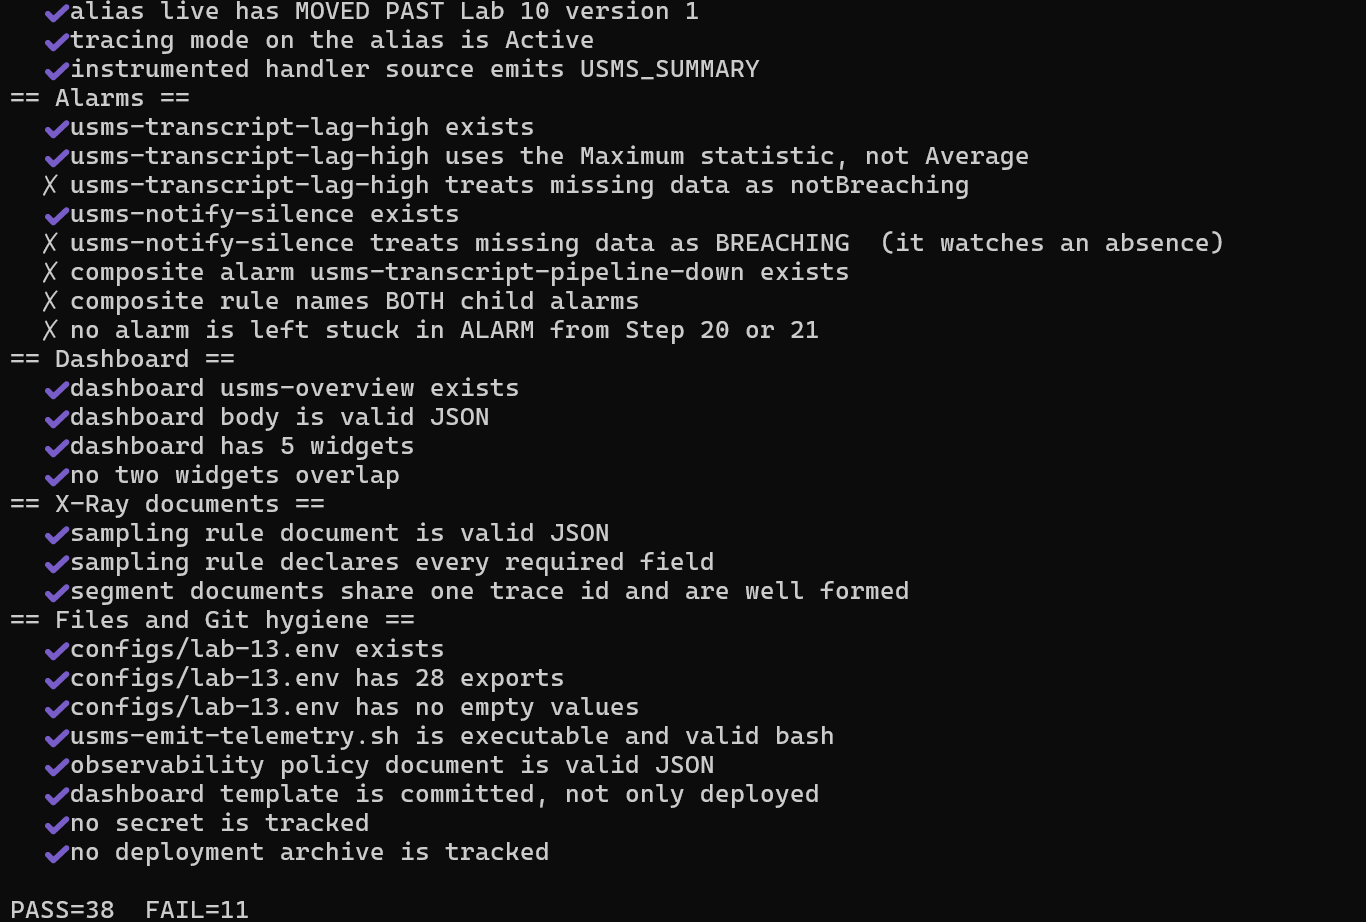 ✔alias live has MOVED PAST Lab 10 version 1
✔tracing mode on the alias is Active
✔instrumented handler source emits USMS_SUMMARY
== Alarms ==
✔usms-transcript-lag-high exists
✔usms-transcript-lag-high uses the Maximum statistic, not Average
✗ usms-transcript-lag-high treats missing data as notBreaching
✔usms-notify-silence exists
✗ usms-notify-silence treats missing data as BREACHING  (it watches an absence)
✗ composite alarm usms-transcript-pipeline-down exists
✗ composite rule names BOTH child alarms
✗ no alarm is left stuck in ALARM from Step 20 or 21
== Dashboard ==
✔dashboard usms-overview exists
✔dashboard body is valid JSON
✔dashboard has 5 widgets
✔no two widgets overlap
== X-Ray documents ==
✔sampling rule document is valid JSON
✔sampling rule declares every required field
✔segment documents share one trace id and are well formed
== Files and Git hygiene ==
✔configs/lab-13.env exists
✔configs/lab-13.env has 28 exports
✔configs/lab-13.env has no empty values
✔usms-emit-telemetry.sh is executable and valid bash
✔observability policy document is valid JSON
✔dashboard template is committed, not only deployed
✔no secret is tracked
✔no deployment archive is tracked
PASS=38  FAIL=11